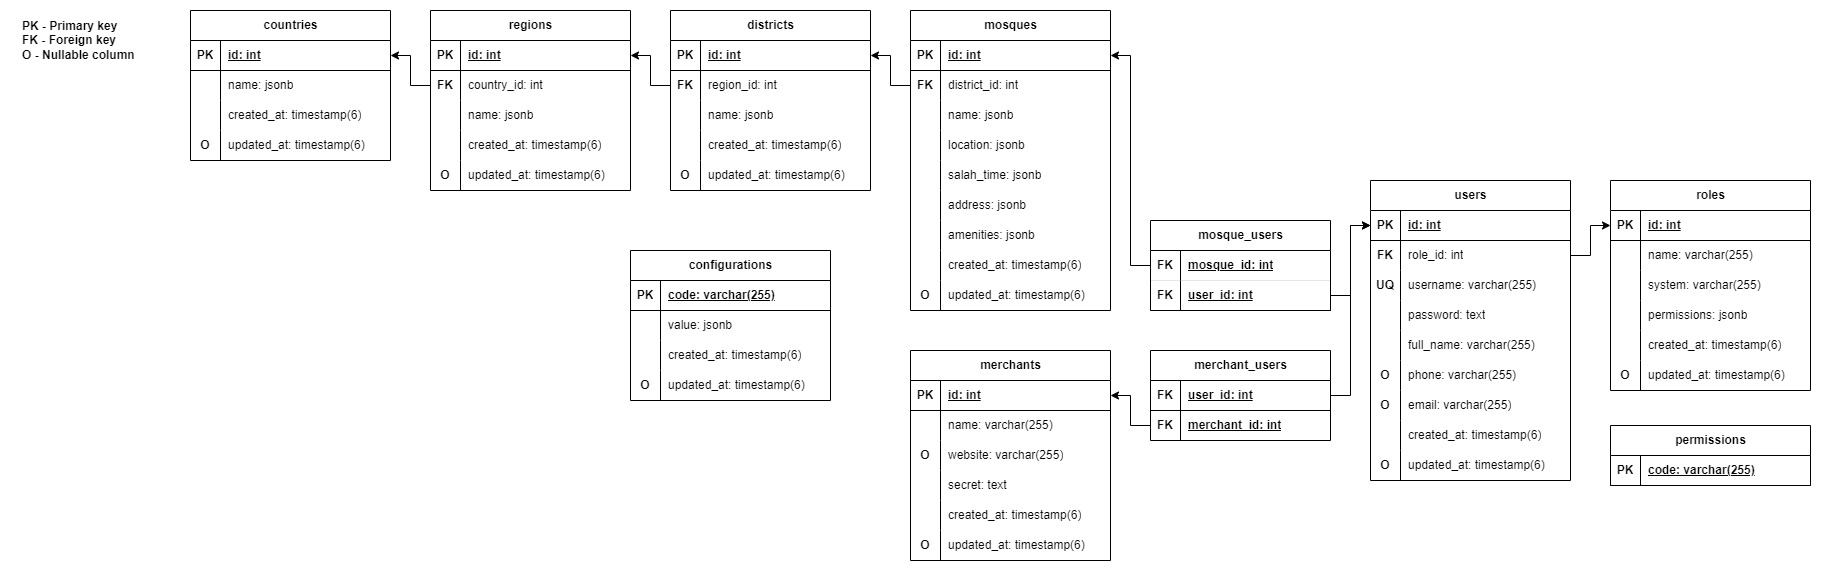 PK - Primary key
FK - Foreign key
O - Nullable column
countries
PK id: int
name: jsonb
created_at: timestamp(6)
O updated_at: timestamp(6)
regions
PK id: int
FK country_id: int
name: jsonb
created_at: timestamp(6)
O updated_at: timestamp(6)
districts
PK id: int
FK region_id: int
name: jsonb
created_at: timestamp(6)
O updated_at: timestamp(6)
mosques
PK id: int
FK district_id: int
name: jsonb
location: jsonb
salah_time: jsonb
address: jsonb
amenities: jsonb
created_at: timestamp(6)
O updated_at: timestamp(6)
configurations
PK code: varchar(255)
value: jsonb
created_at: timestamp(6)
O updated_at: timestamp(6)
mosque_users
FK mosque_id: int
FK user_id: int
merchants
PK id: int
name: varchar(255)
O website: varchar(255)
secret: text
created_at: timestamp(6)
O updated_at: timestamp(6)
merchant_users
FK user_id: int
FK merchant_id: int
users
PK id: int
FK role_id: int
UQ username: varchar(255)
password: text
full_name: varchar(255)
O phone: varchar(255)
O email: varchar(255)
created_at: timestamp(6)
O updated_at: timestamp(6)
roles
PK id: int
name: varchar(255)
system: varchar(255)
permissions: jsonb
created_at: timestamp(6)
O updated_at: timestamp(6)
permissions
PK code: varchar(255)